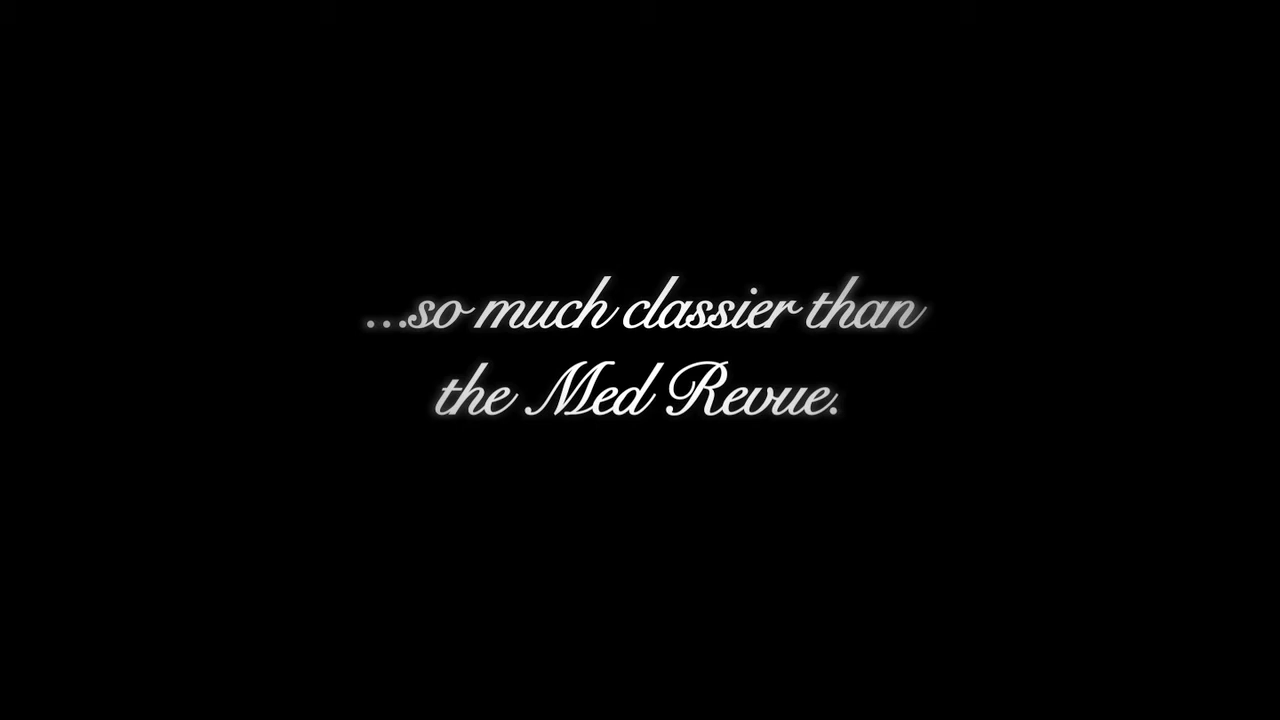 ...so much classier than
the Med Revue.